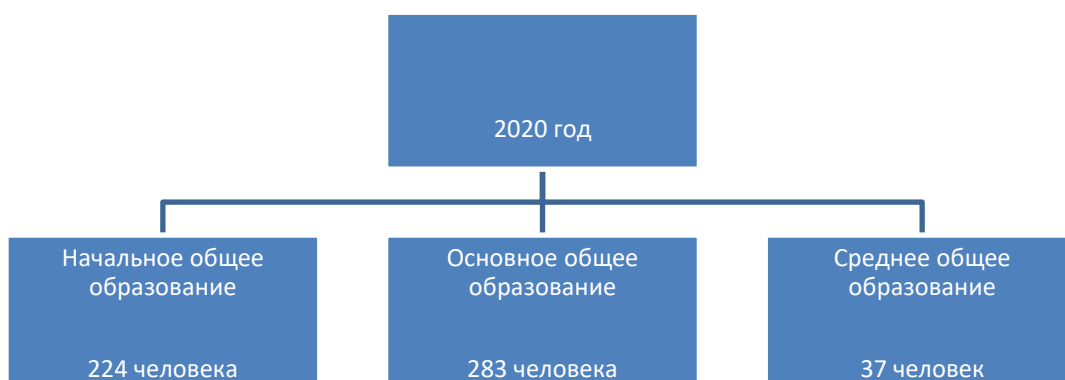 2020 год
Начальное общее
образование
224 человека
Основное общее
образование
283 человека
Среднее общее
образование
37 человек